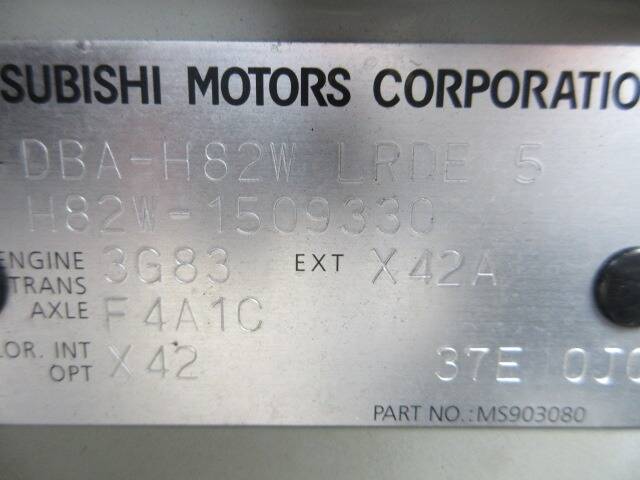 SUBISHI MOTORS CORPORATIO
DBA-H82W LRDE 5
H82W-1509330
ENGINE 3G83 EXT X42A
TRANS AXLE F4A1C
LOR. INT OPT X42 37E 0J0
PART NO.:MS903080